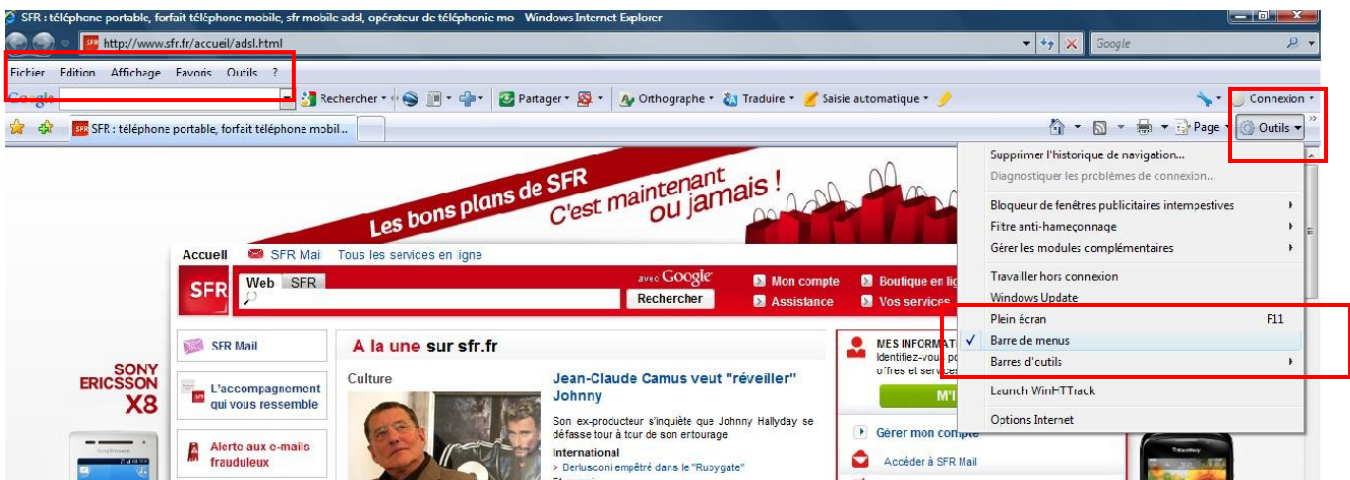 SFR : téléphone portable, forfait téléphone mobile, sfr mobile adsl, opérateur de téléphonie mo Windows Internet Explorer
http://www.sfr.fr/accueil/adsl.html
Google
Fichier Edition Affichage Favoris Outils ?
Google Rechercher Partager Orthographe Traduire Saisie automatique Connexion
SFR : téléphone portable, forfait téléphone mobil... Page Outils
Supprimer l'historique de navigation...
Diagnostiquer les problèmes de connexion...
Bloqueur de fenêtres publicitaires intempestives
Filtre anti-hameçonnage
Gérer les modules complémentaires
Travailler hors connexion
Windows Update
Plein écran F11
Barre de menus
Barres d'outils
Launch WinHTTrack
Options Internet
Les bons plans de SFR
C'est maintenant
ou jamais !
Accueil SFR Mail Tous les services en ligne
SFR
Web SFR
avec Google
Rechercher
Mon compte
Assistance
Boutique en lig
Vos services
SONY
ERICSSON
X8
SFR Mail
L'accompagnement
qui vous ressemble
Alerte aux e-mails
frauduleux
A la une sur sfr.fr
Culture
Jean-Claude Camus veut "réveiller"
Johnny
Son ex-producteur s'inquiète que Johnny Hallyday se
défasse tour à tour de son entourage
International
Berlusconi empêtré dans le "Rubygate"
MES INFORMAT
Identifiez-vous po
offres et services
M'I
Gérer mon compte
Accéder à SFR Mail
BlackBerry